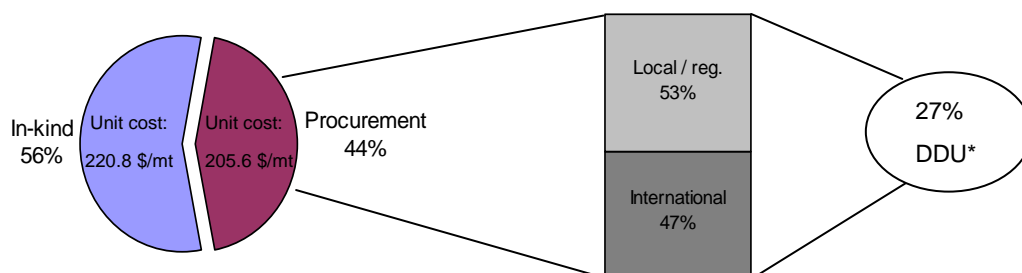 In-kind
56%
Unit cost:
220.8 $/mt
Unit cost:
205.6 $/mt
Procurement
44%
Local / reg.
53%
International
47%
27%
DDU*